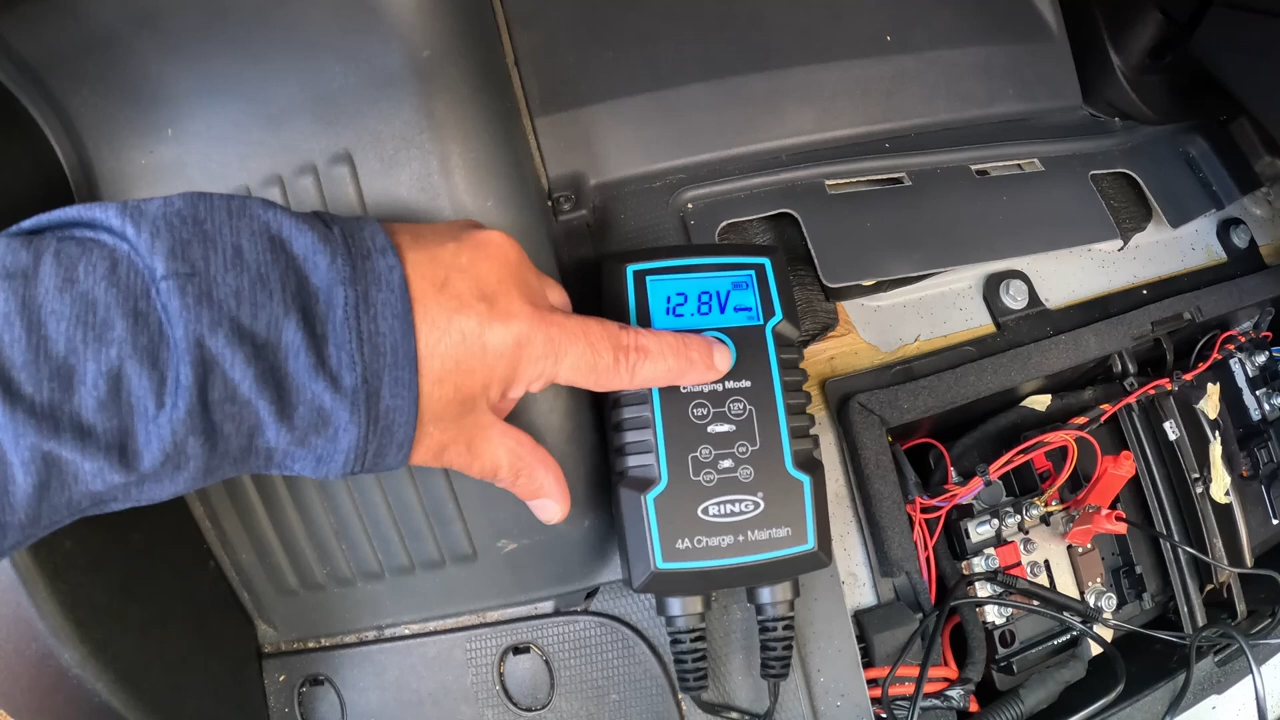 12.8V
Charging Mode
12V 12V
6V 6V
12V 12V
RING®
4A Charge + Maintain